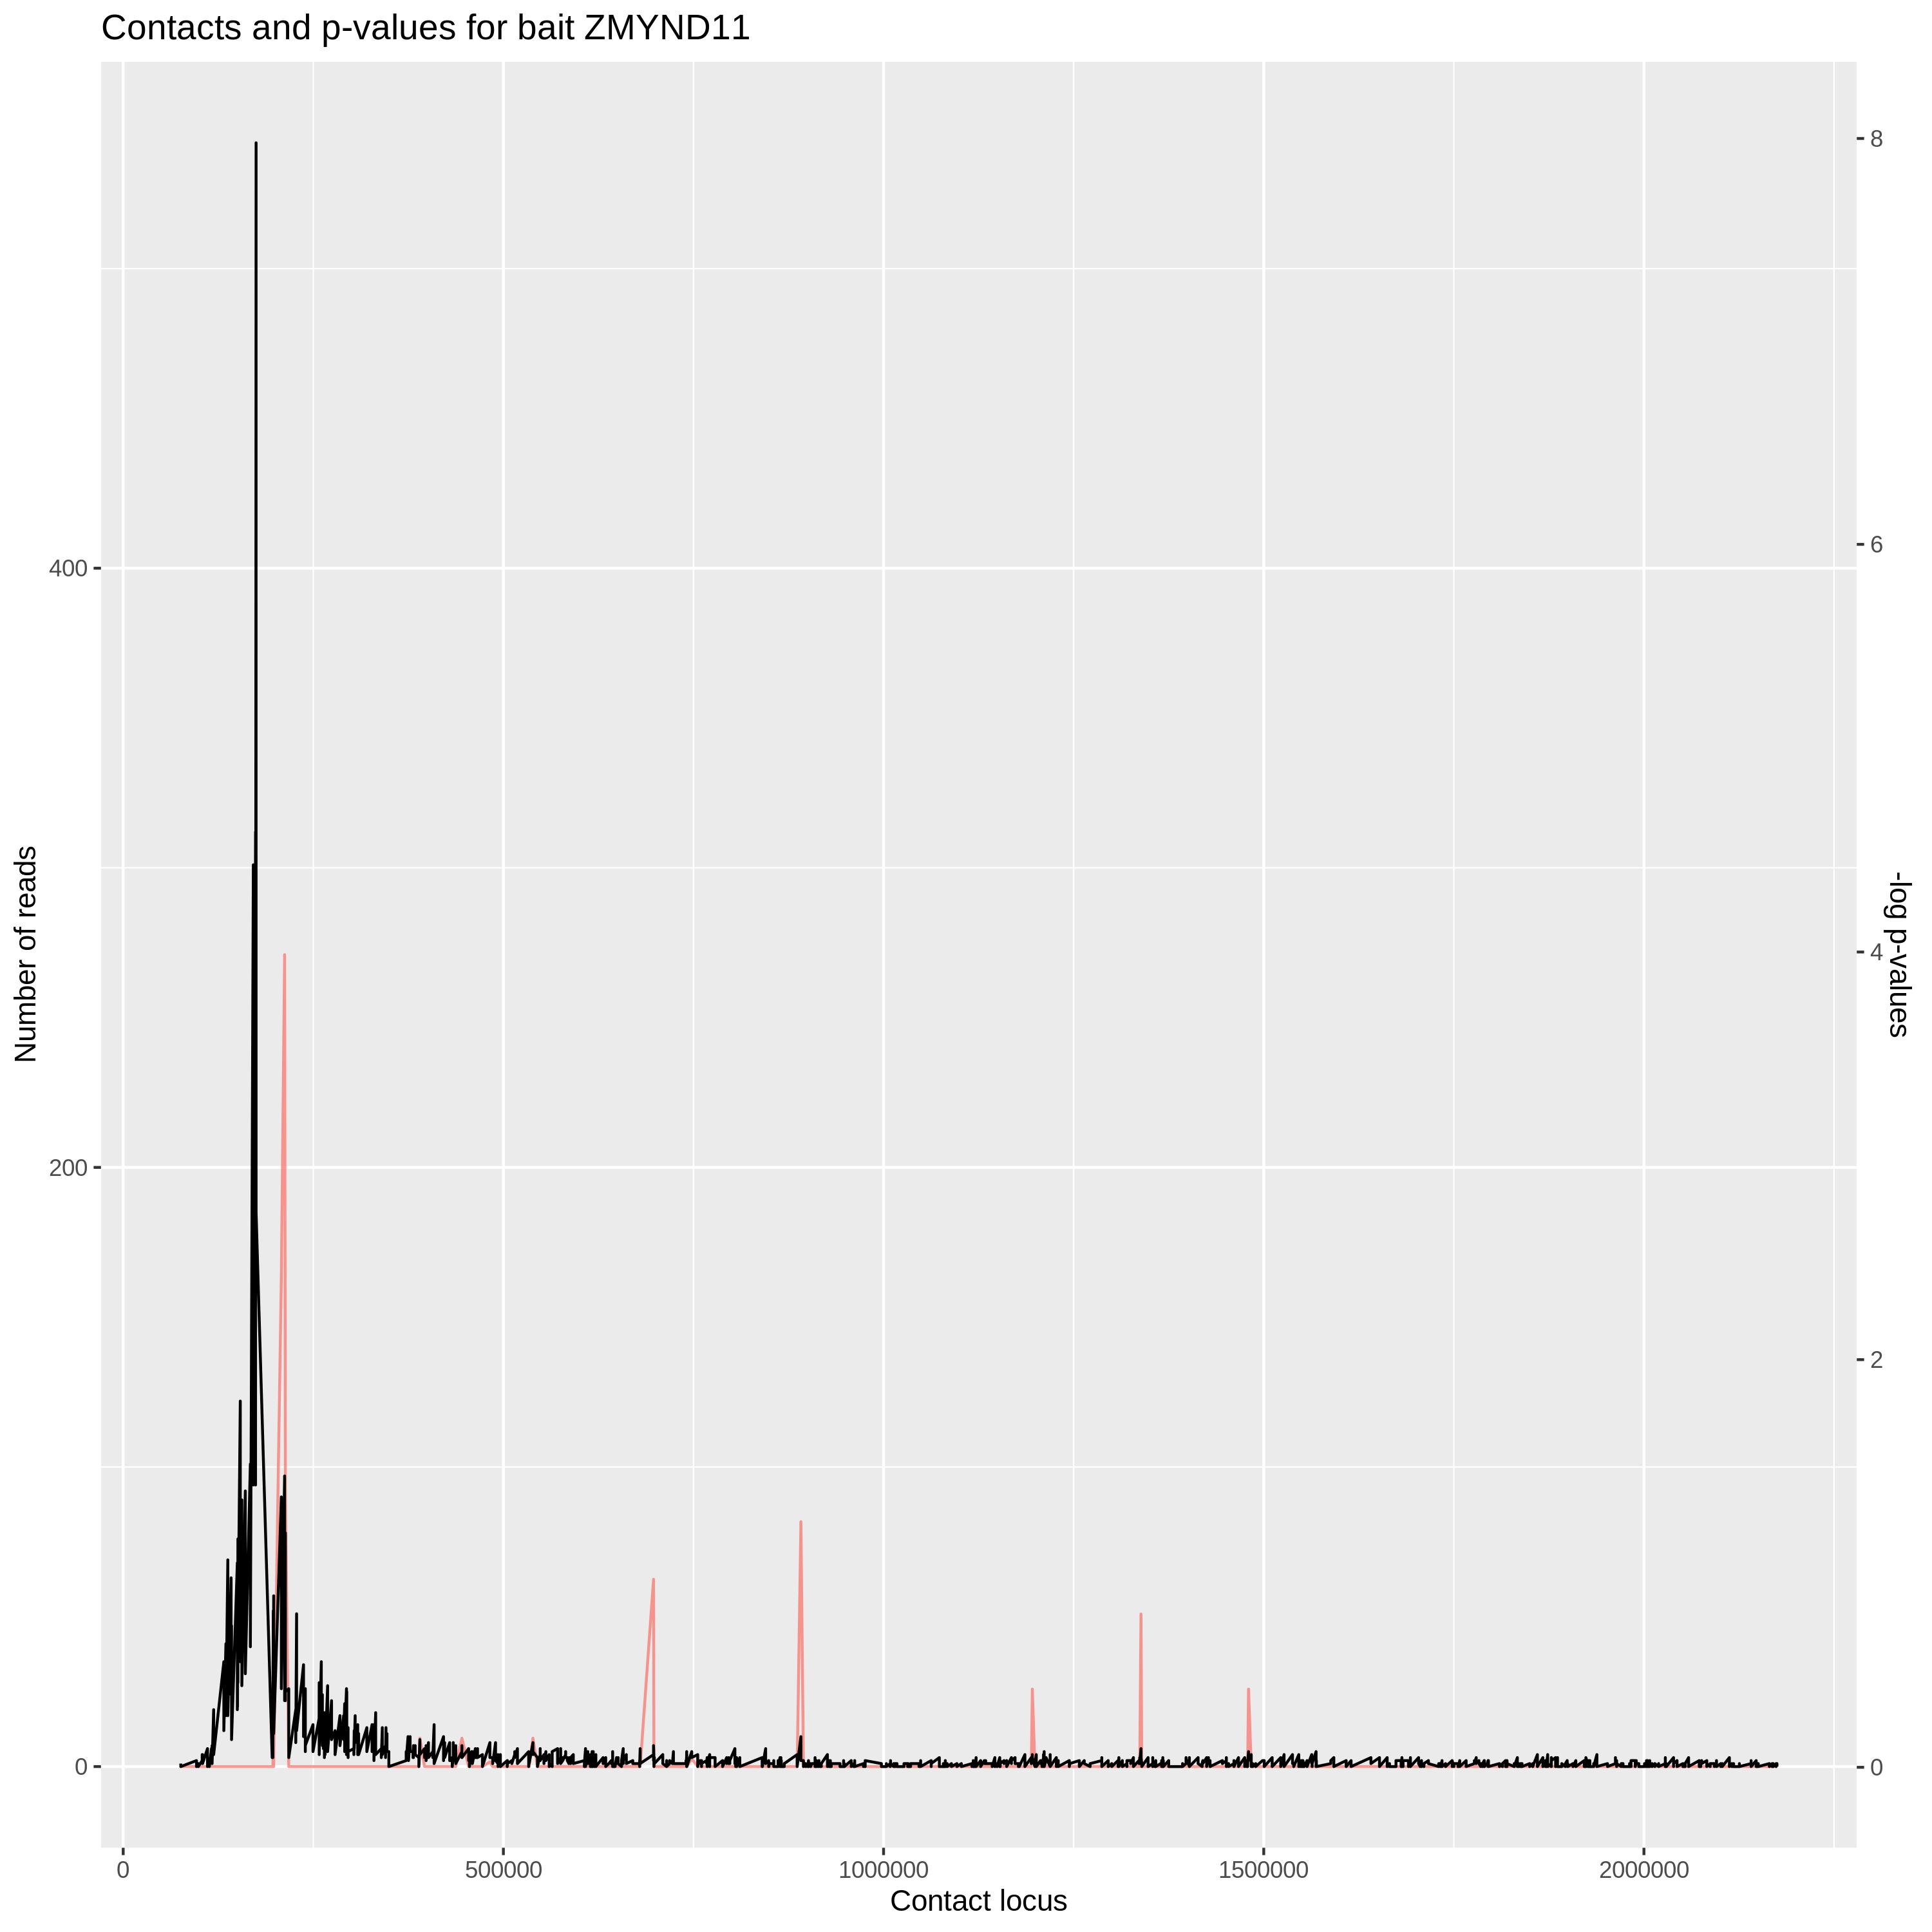 Contacts and p-values for bait ZMYND11
Number of reads
400
200
0
8
6
4
2
0
-log p-values
0 500000 1000000 1500000 2000000
Contact locus